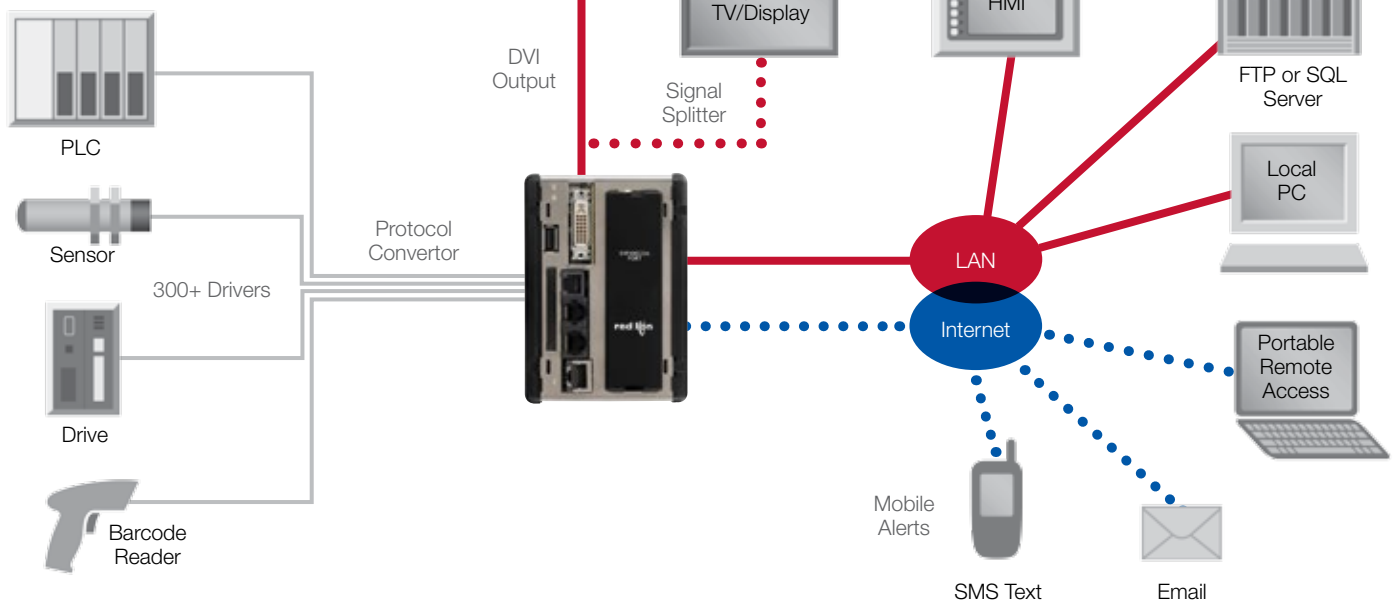 TV/Display
HMI
DVI
Output
Signal
Splitter
FTP or SQL
Server
PLC
Local
PC
Sensor
Protocol
Convertor
300+ Drivers
LAN
red lion
Internet
Portable
Remote
Access
Drive
Mobile
Alerts
Barcode
Reader
SMS Text
Email